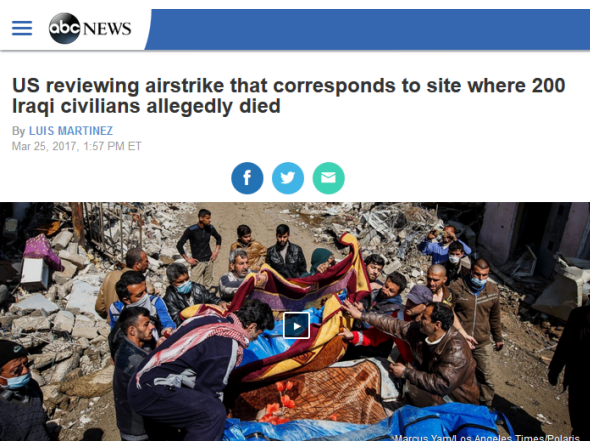 abc NEWS
US reviewing airstrike that corresponds to site where 200
Iraqi civilians allegedly died
By LUIS MARTINEZ
Mar 25, 2017, 1:57 PM ET
Marcus Yam/Los Angeles Times/Polaris